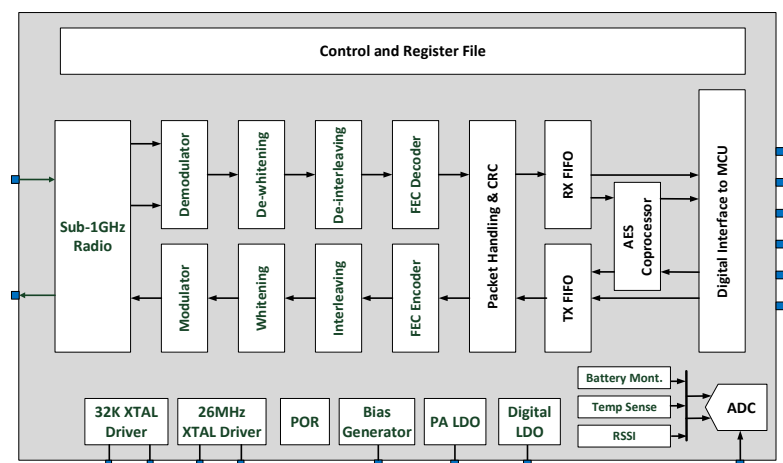 Control and Register File
Sub-1GHz
Radio
Demodulator
De-whitening
De-interleaving
FEC Decoder
Packet Handling & CRC
RX FIFO
AES
Coprocessor
Digital Interface to MCU
Modulator
Whitening
Interleaving
FEC Encoder
TX FIFO
32K XTAL
Driver
26MHz
XTAL Driver
POR
Bias
Generator
PA LDO
Digital
LDO
Battery Mont.
Temp Sense
RSSI
ADC